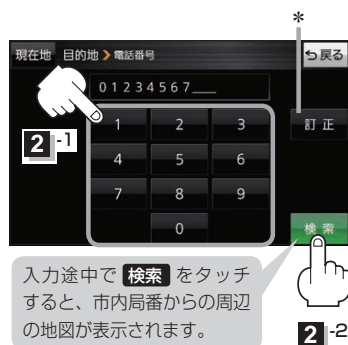 *
現在地 目的地 > 電話番号 戻る
01234567__
2 -1
1 2 3 訂正
4 5 6
7 8 9
0 検索
入力途中で 検索 をタッチ
すると、市内局番からの周辺
の地図が表示されます。
2 -2